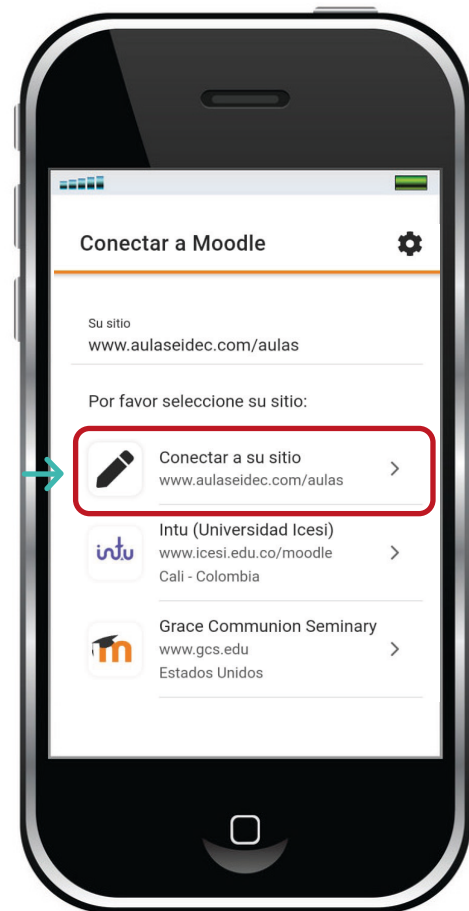 Conectar a Moodle
Su sitio
www.aulaseidec.com/aulas
Por favor seleccione su sitio:
Conectar a su sitio
www.aulaseidec.com/aulas
intu
Intu (Universidad Icesi)
www.icesi.edu.co/moodle
Cali - Colombia
m
Grace Communion Seminary
www.gcs.edu
Estados Unidos